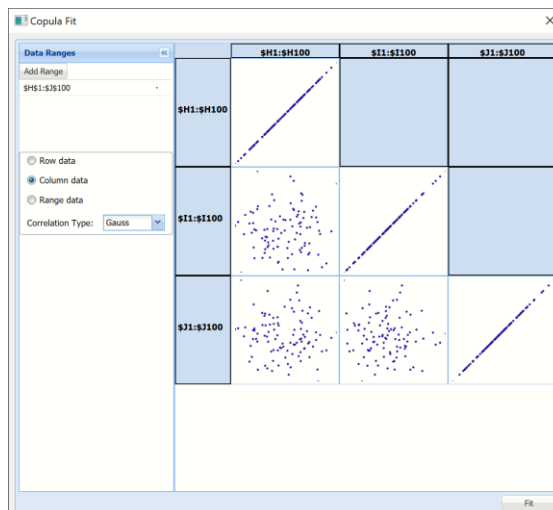 Copula Fit
Data Ranges
Add Range
$H$1:$J$100
Row data
Column data
Range data
Correlation Type: Gauss
$H1:$H100 $I1:$I100 $J1:$J100
$H1:$H100
$I1:$I100
$J1:$J100
Fit